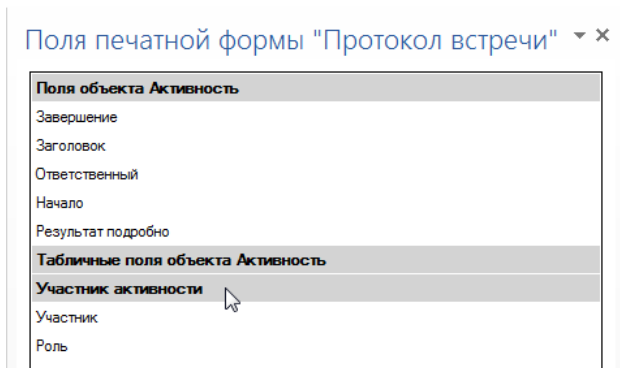 Поля печатной формы "Протокол встречи"
Поля объекта Активность
Завершение
Заголовок
Ответственный
Начало
Результат подробно
Табличные поля объекта Активность
Участник активности
Участник
Роль